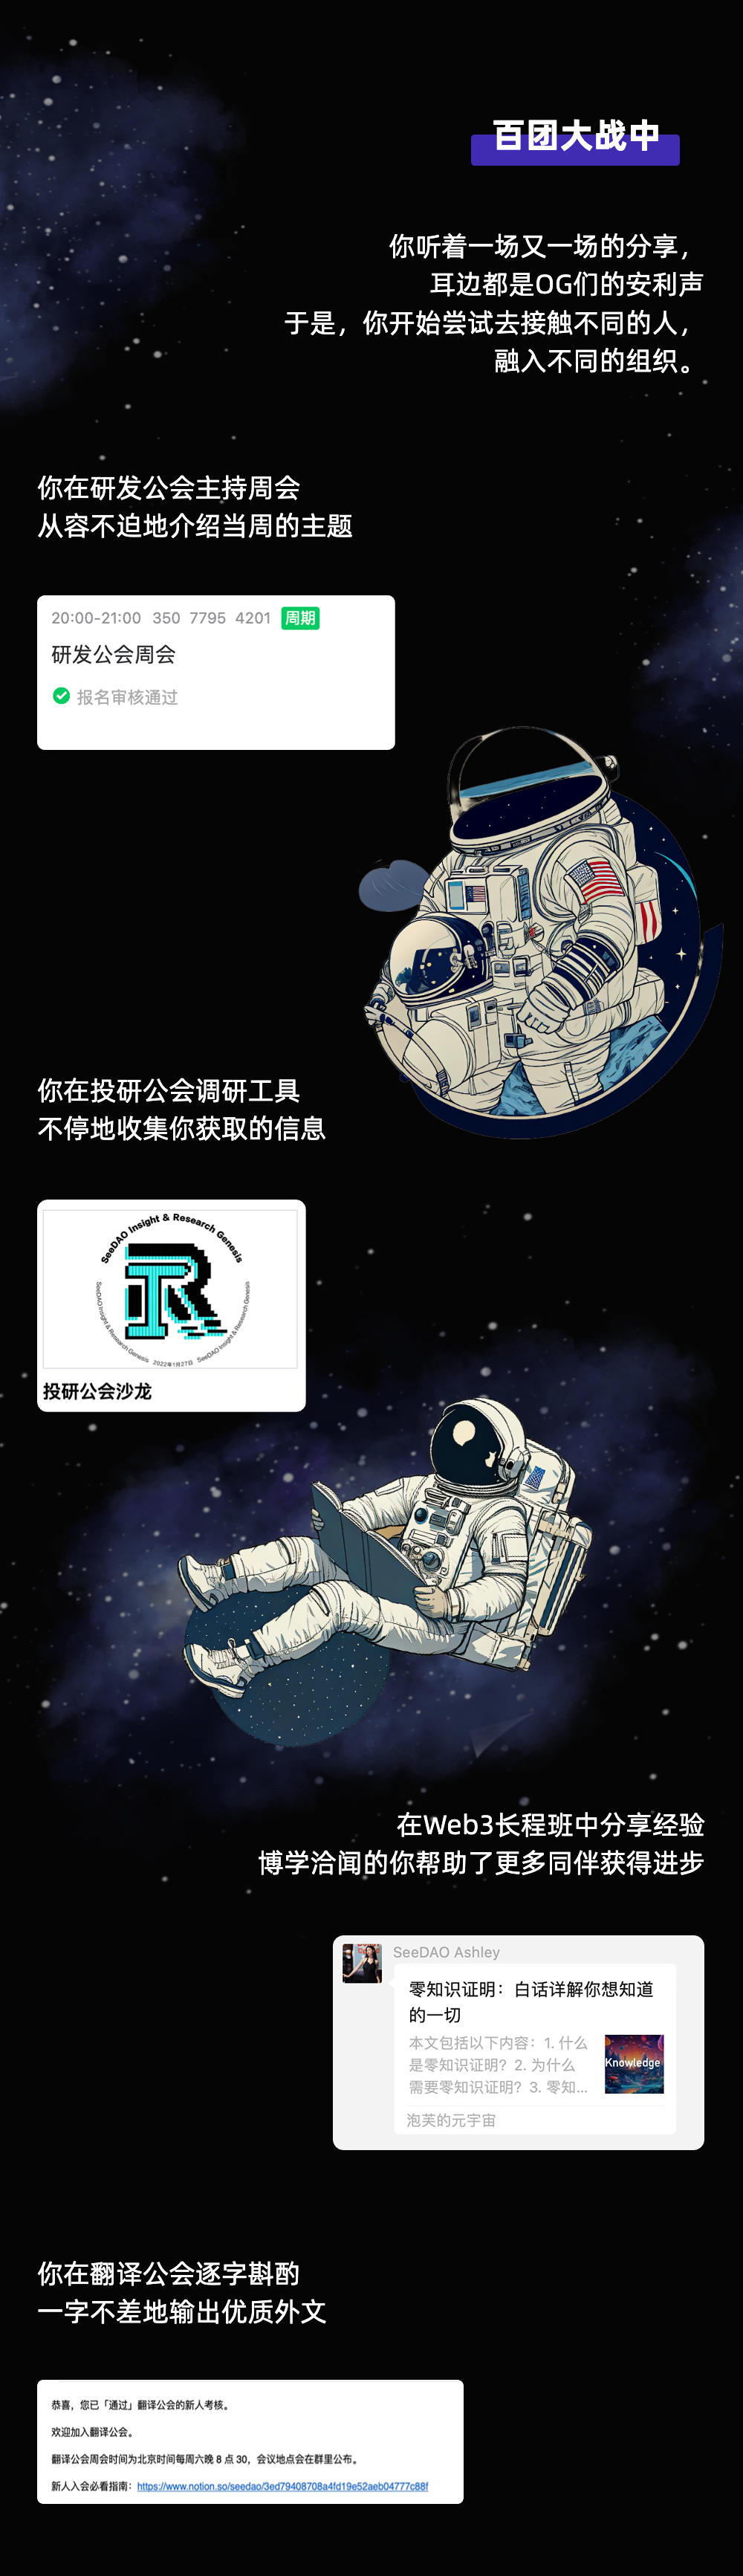 百团大战中
你听着一场又一场的分享，
耳边都是OG们的安利声
于是，你开始尝试去接触不同的人，
融入不同的组织。
你在研发公会主持周会
从容不迫地介绍当周的主题
20:00-21:00 350 7795 4201 周期
研发公会周会
报名审核通过
你在投研公会调研工具
不停地收集你获取的信息
SeeDAO Insight & Research Genesis
SeeDAO Insight & Research Genesis 2022年1月27日 SeeDAO Insight & Research Genesis
投研公会沙龙
在Web3长程班中分享经验
博学洽闻的你帮助了更多同伴获得进步
SeeDAO Ashley
零知识证明：白话详解你想知道
的一切
本文包括以下内容：1. 什么
是零知识证明？2. 为什么
需要零知识证明？3. 零知...
Knowledge
泡芙的元宇宙
你在翻译公会逐字斟酌
一字不差地输出优质外文
恭喜，您已「通过」翻译公会的新人考核。
欢迎加入翻译公会。
翻译公会周会时间为北京时间每周六晚 8 点 30，会议地点会在群里公布。
新人入会必看指南：https://www.notion.so/seedao/3ed79408708a4fd19e52aeb04777c88f